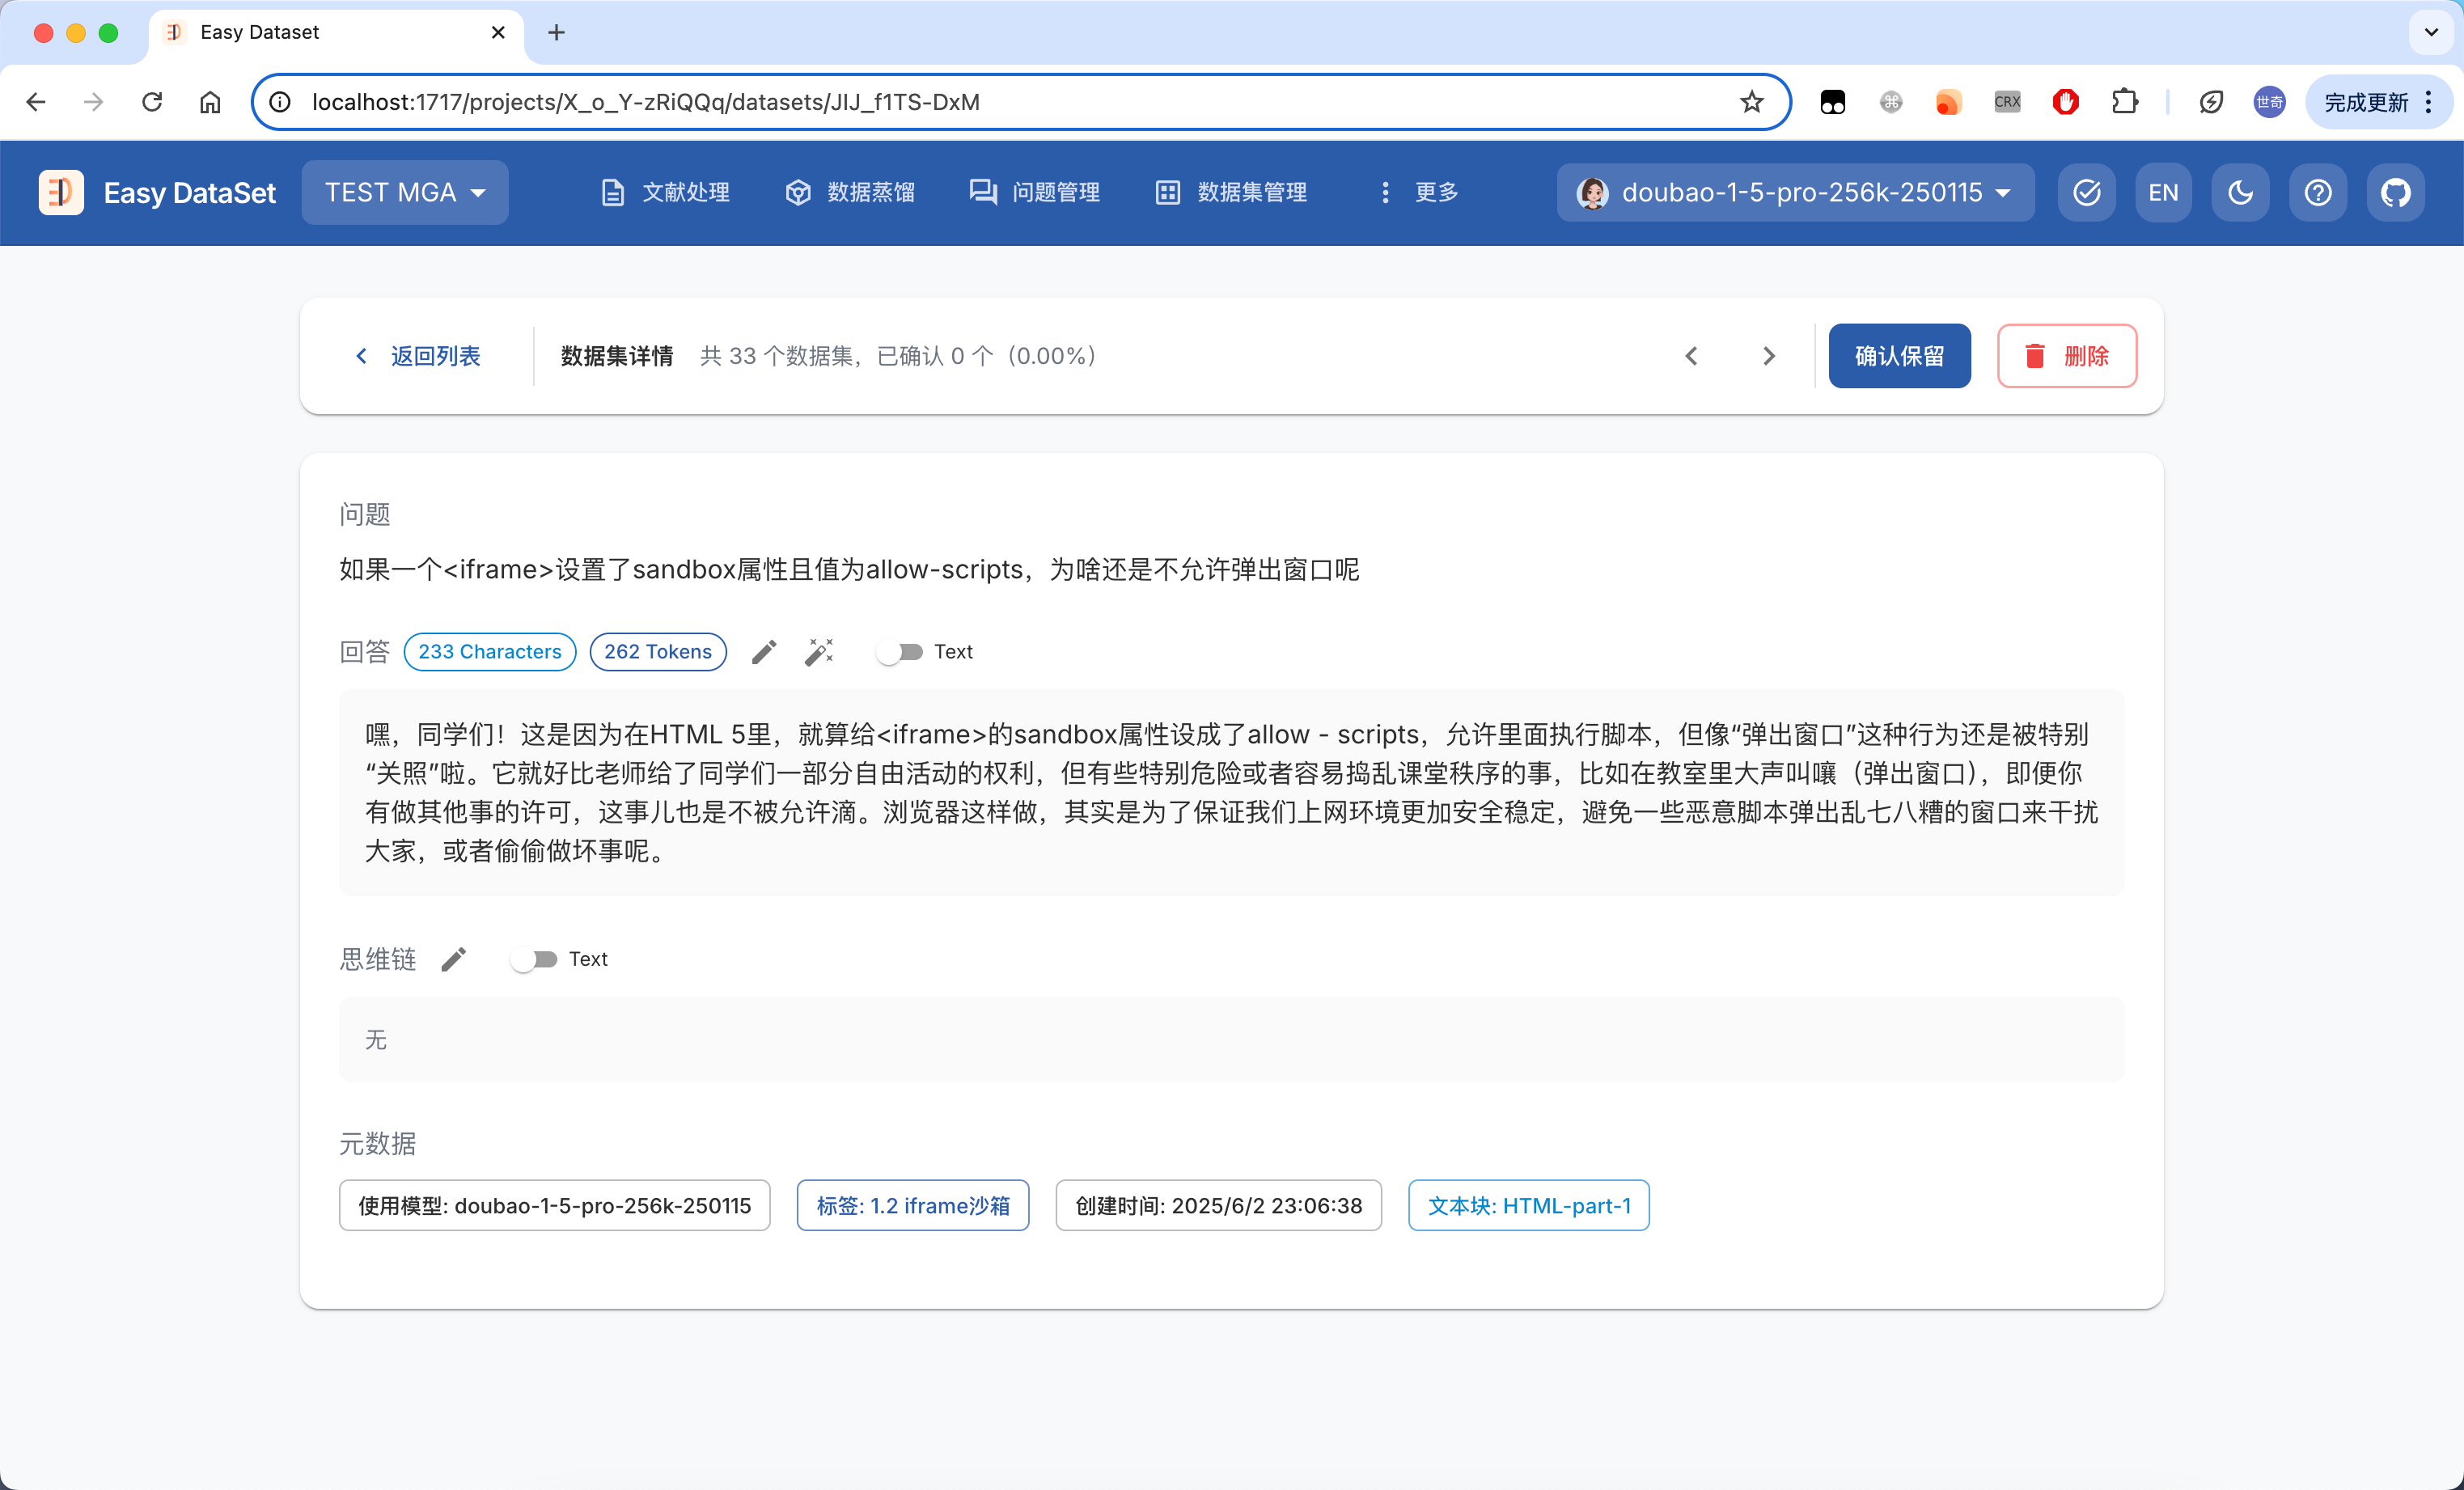 Easy Dataset
localhost:1717/projects/X_o_Y-zRiQQq/datasets/JIJ_f1TS-DxM
CRX
世奇
完成更新
Easy DataSet
TEST MGA
文献处理
数据蒸馏
问题管理
数据集管理
更多
doubao-1-5-pro-256k-250115
EN
返回列表
数据集详情
共 33 个数据集，已确认 0 个（0.00%）
确认保留
删除
问题
如果一个<iframe>设置了sandbox属性且值为allow-scripts，为啥还是不允许弹出窗口呢
回答
233 Characters
262 Tokens
Text
嘿，同学们！这是因为在HTML 5里，就算给<iframe>的sandbox属性设成了allow - scripts，允许里面执行脚本，但像“弹出窗口”这种行为还是被特别
“关照”啦。它就好比老师给了同学们一部分自由活动的权利，但有些特别危险或者容易捣乱课堂秩序的事，比如在教室里大声叫嚷（弹出窗口），即便你
有做其他事的许可，这事儿也是不被允许滴。浏览器这样做，其实是为了保证我们上网环境更加安全稳定，避免一些恶意脚本弹出乱七八糟的窗口来干扰
大家，或者偷偷做坏事呢。
思维链
Text
无
元数据
使用模型: doubao-1-5-pro-256k-250115
标签: 1.2 iframe沙箱
创建时间: 2025/6/2 23:06:38
文本块: HTML-part-1